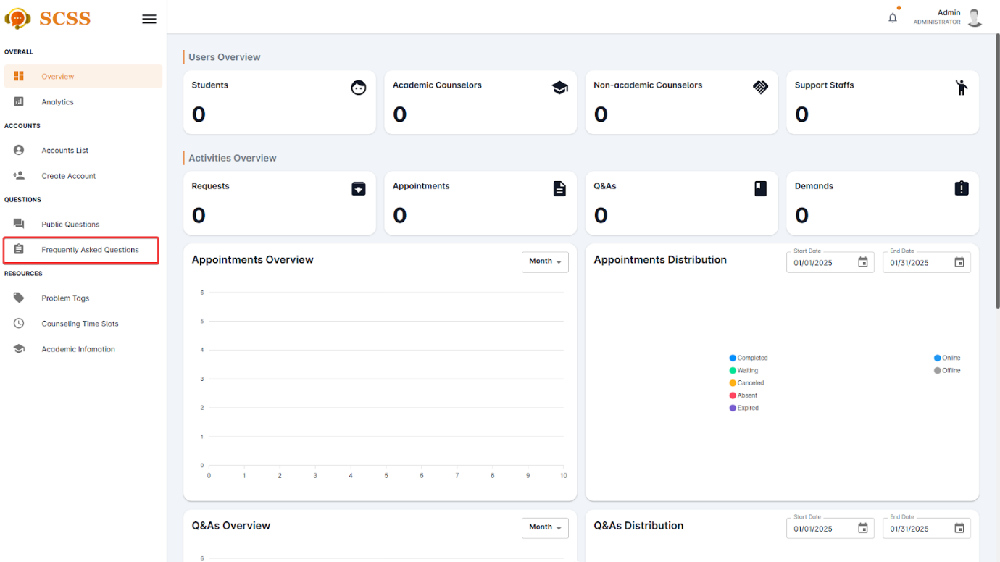 SCSS
Admin
ADMINISTRATOR
OVERALL
Overview
Analytics
ACCOUNTS
Accounts List
Create Account
QUESTIONS
Public Questions
Frequently Asked Questions
RESOURCES
Problem Tags
Counseling Time Slots
Academic Infomation
Users Overview
Students
0
Academic Counselors
0
Non-academic Counselors
0
Support Staffs
0
Activities Overview
Requests
0
Appointments
0
Q&As
0
Demands
0
Appointments Overview
Month
6
5
4
3
2
1
0
0 1 2 3 4 5 6 7 8 9 10
Appointments Distribution
Start Date
01/01/2025
End Date
01/31/2025
Completed
Waiting
Canceled
Absent
Expired
Online
Offline
Q&As Overview
Month
6
Q&As Distribution
Start Date
01/01/2025
End Date
01/31/2025